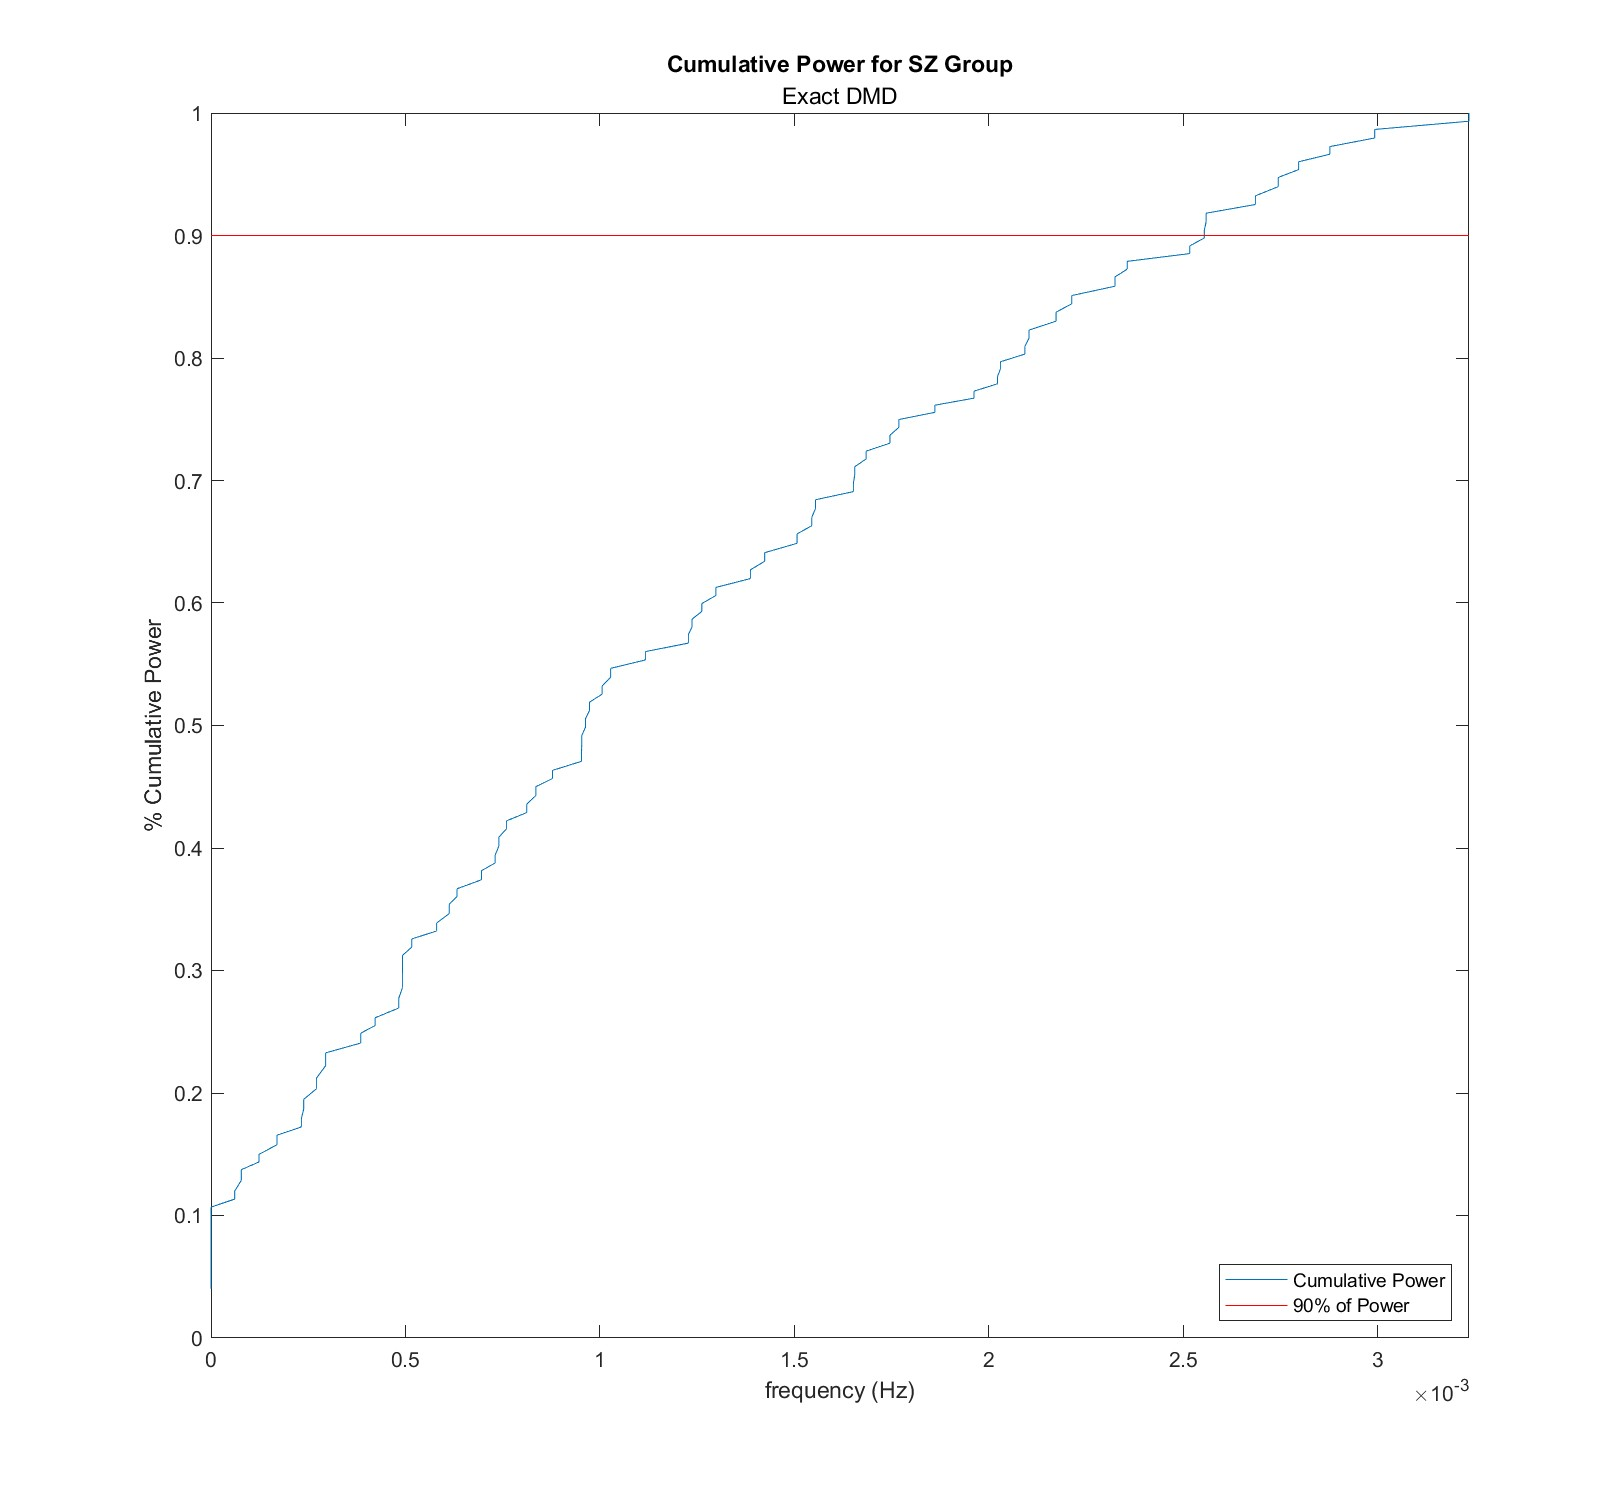 Cumulative Power for SZ Group
Exact DMD
1
0.9
0.8
0.7
0.6
0.5
0.4
0.3
0.2
0.1
0
% Cumulative Power
0 0.5 1 1.5 2 2.5 3
frequency (Hz)
×10⁻³
Cumulative Power
90% of Power